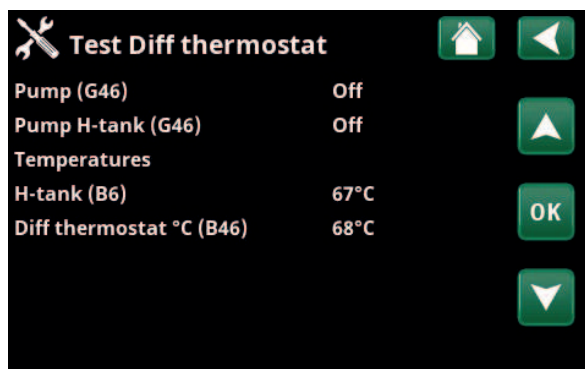 Test Diff thermostat
Pump (G46) Off
Pump H-tank (G46) Off
Temperatures
H-tank (B6) 67°C
Diff thermostat °C (B46) 68°C
OK